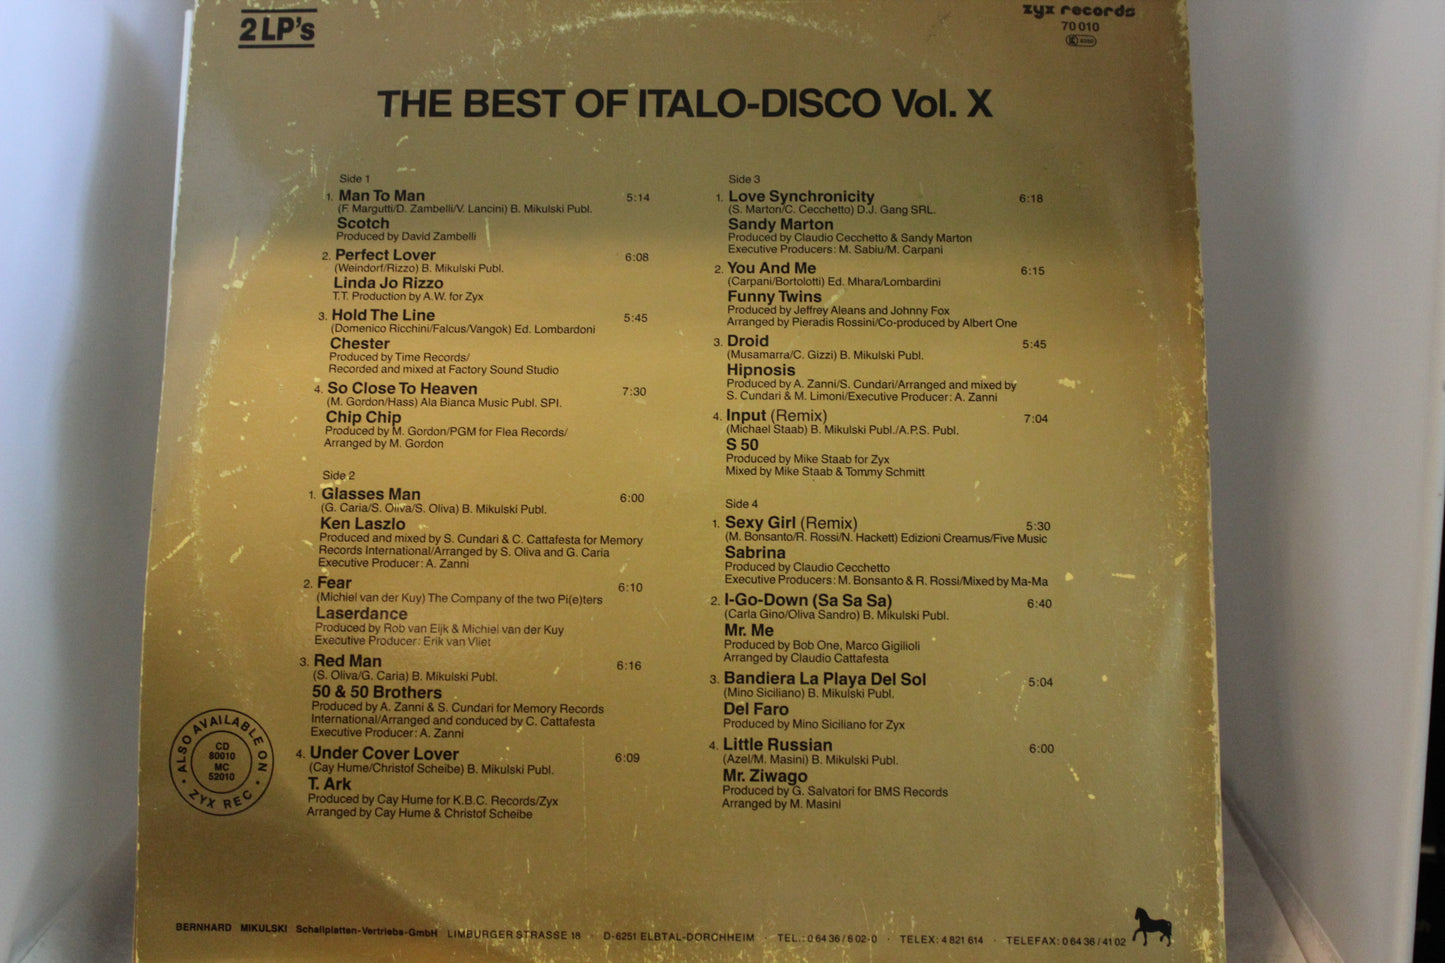 2 LP's
zyx records
70 010
THE BEST OF ITALO-DISCO Vol. X
Side 1
1. Man To Man 5:14
(F. Margutti/D. Zambelli/V. Lancini) B. Mikulski Publ.
Scotch
Produced by David Zambelli
2. Perfect Lover 6:08
(Weindorf/Rizzo) B. Mikulski Publ.
Linda Jo Rizzo
T.T. Production by A.W. for Zyx
3. Hold The Line 5:45
(Domenico Ricchini/Falcus/Vangok) Ed. Lombardoni
Chester
Produced by Time Records/
Recorded and mixed at Factory Sound Studio
4. So Close To Heaven 7:30
(M. Gordon/Hass) Ala Bianca Music Publ. SPI.
Chip Chip
Produced by M. Gordon/PGM for Flea Records/
Arranged by M. Gordon
Side 2
1. Glasses Man 6:00
(G. Caria/S. Oliva/S. Oliva) B. Mikulski Publ.
Ken Laszlo
Produced and mixed by S. Cundari & C. Cattafesta for Memory
Records International/Arranged by S. Oliva and G. Caria
Executive Producer: A. Zanni
2. Fear 6:10
(Michiel van der Kuy) The Company of the two Pi(e)ters
Laserdance
Produced by Rob van Eijk & Michiel van der Kuy
Executive Producer: Erik van Vliet
3. Red Man 6:16
(S. Oliva/G. Caria) B. Mikulski Publ.
50 & 50 Brothers
Produced by A. Zanni & S. Cundari for Memory Records
International/Arranged and conduced by C. Cattafesta
Executive Producer: A. Zanni
4. Under Cover Lover 6:09
(Cay Hume/Christof Scheibe) B. Mikulski Publ.
T. Ark
Produced by Cay Hume for K.B.C. Records/Zyx
Arranged by Cay Hume & Christof Scheibe
Side 3
1. Love Synchronicity 6:18
(S. Marton/C. Cecchetto) D.J. Gang SRL.
Sandy Marton
Produced by Claudio Cecchetto & Sandy Marton
Executive Producers: M. Sabiu/M. Carpani
2. You And Me 6:15
(Carpani/Bortolotti) Ed. Mhara/Lombardini
Funny Twins
Produced by Jeffrey Aleans and Johnny Fox
Arranged by Pieradis Rossini/Co-produced by Albert One
3. Droid 5:45
(Musamarra/C. Gizzi) B. Mikulski Publ.
Hipnosis
Produced by A. Zanni/S. Cundari/Arranged and mixed by
S. Cundari & M. Limoni/Executive Producer: A. Zanni
4. Input (Remix) 7:04
(Michael Staab) B. Mikulski Publ./A.P.S. Publ.
S 50
Produced by Mike Staab for Zyx
Mixed by Mike Staab & Tommy Schmitt
Side 4
1. Sexy Girl (Remix) 5:30
(M. Bonsanto/R. Rossi/N. Hackett) Edizioni Creamus/Five Music
Sabrina
Produced by Claudio Cecchetto
Executive Producers: M. Bonsanto & R. Rossi/Mixed by Ma-Ma
2. I-Go-Down (Sa Sa Sa) 6:40
(Carla Gino/Oliva Sandro) B. Mikulski Publ.
Mr. Me
Produced by Bob One, Marco Gigilioli
Arranged by Claudio Cattafesta
3. Bandiera La Playa Del Sol 5:04
(Mino Siciliano) B. Mikulski Publ.
Del Faro
Produced by Mino Siciliano for Zyx
4. Little Russian 6:00
(Azel/M. Masini) B. Mikulski Publ.
Mr. Ziwago
Produced by G. Salvatori for BMS Records
Arranged by M. Masini
ALSO AVAILABLE ON
CD
80010
MC
52010
ZYX REC
BERNHARD MIKULSKI Schallplatten-Vertriebs-GmbH LIMBURGER STRASSE 18 · D-6251 ELBTAL-DORCHHEIM · TEL.: 0 64 36 / 6 02-0 · TELEX: 4 821 614 · TELEFAX: 0 64 36 / 41 02